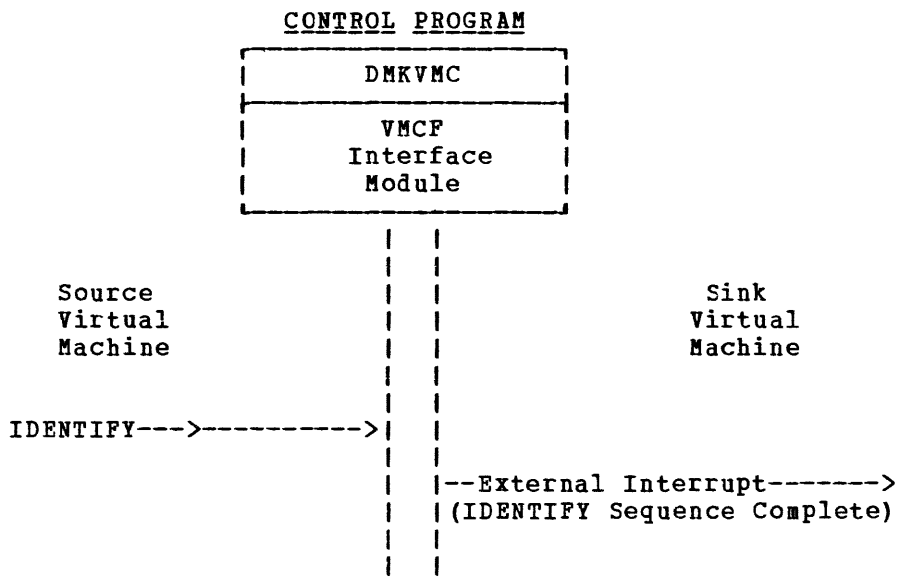 CONTROL PROGRAM
DMKVMC
VMCF
Interface
Module
Source
Virtual
Machine
Sink
Virtual
Machine
IDENTIFY--->---------->
--External Interrupt------->
(IDENTIFY Sequence Complete)